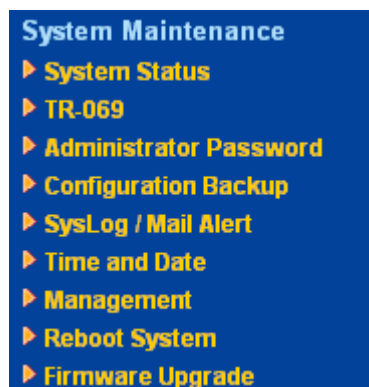 System Maintenance
System Status
TR-069
Administrator Password
Configuration Backup
SysLog / Mail Alert
Time and Date
Management
Reboot System
Firmware Upgrade